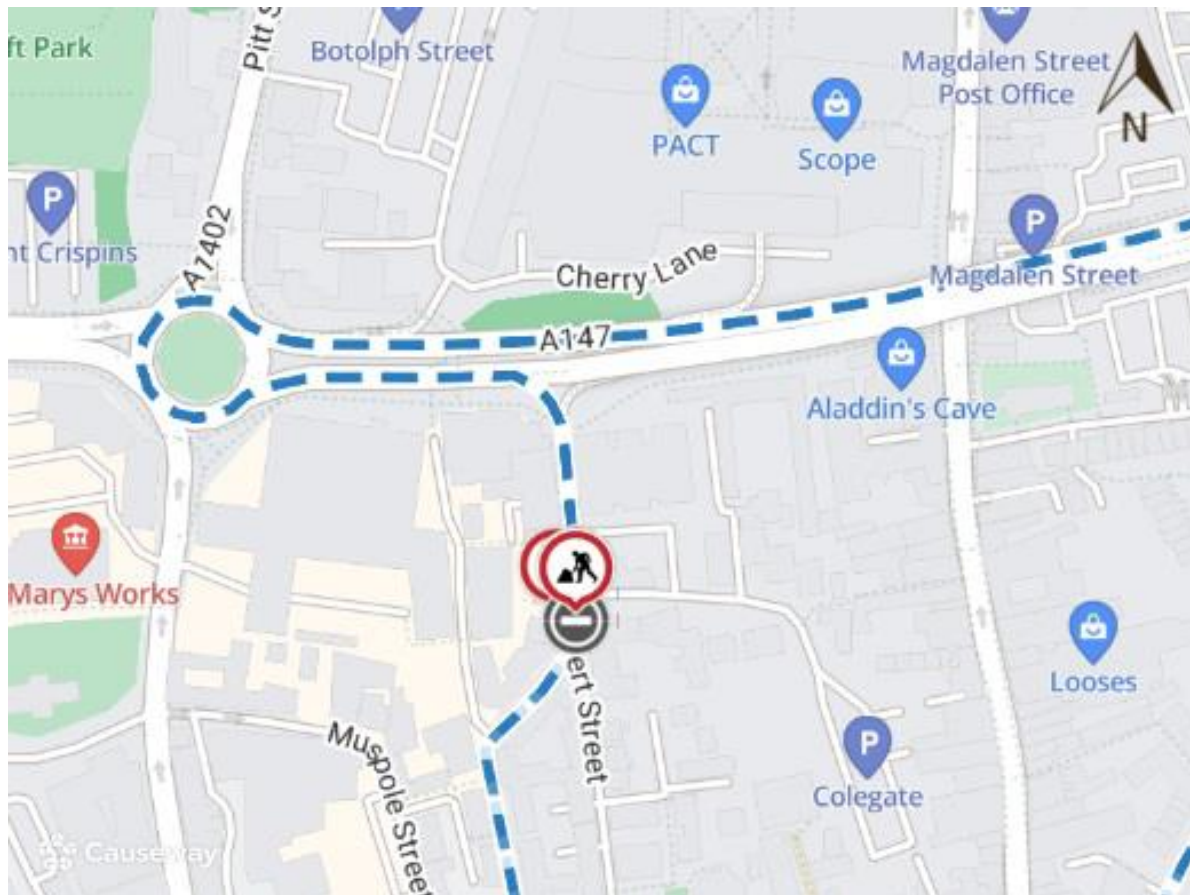 ft Park
Pitt S
Botolph Street
Magdalen Street
Post Office
N
PACT
Scope
P
nt Crispins
A1402
P
Magdalen Street
Cherry Lane
A147
Aladdin's Cave
Marys Works
ert Street
Looses
Muspole Street
P
Colegate
Causeway